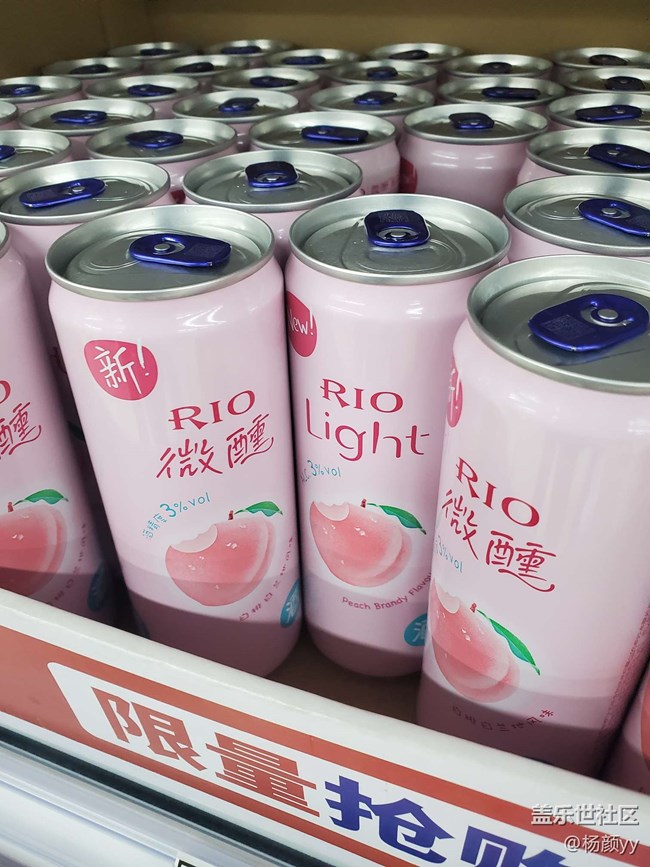 新!
RIO
微醺
酒精度3%vol
New!
RIO
Light
3%vol
Peach Brandy Flavor
RIO
微醺
3%vol
限量抢购
盖乐世社区
@杨颜yy